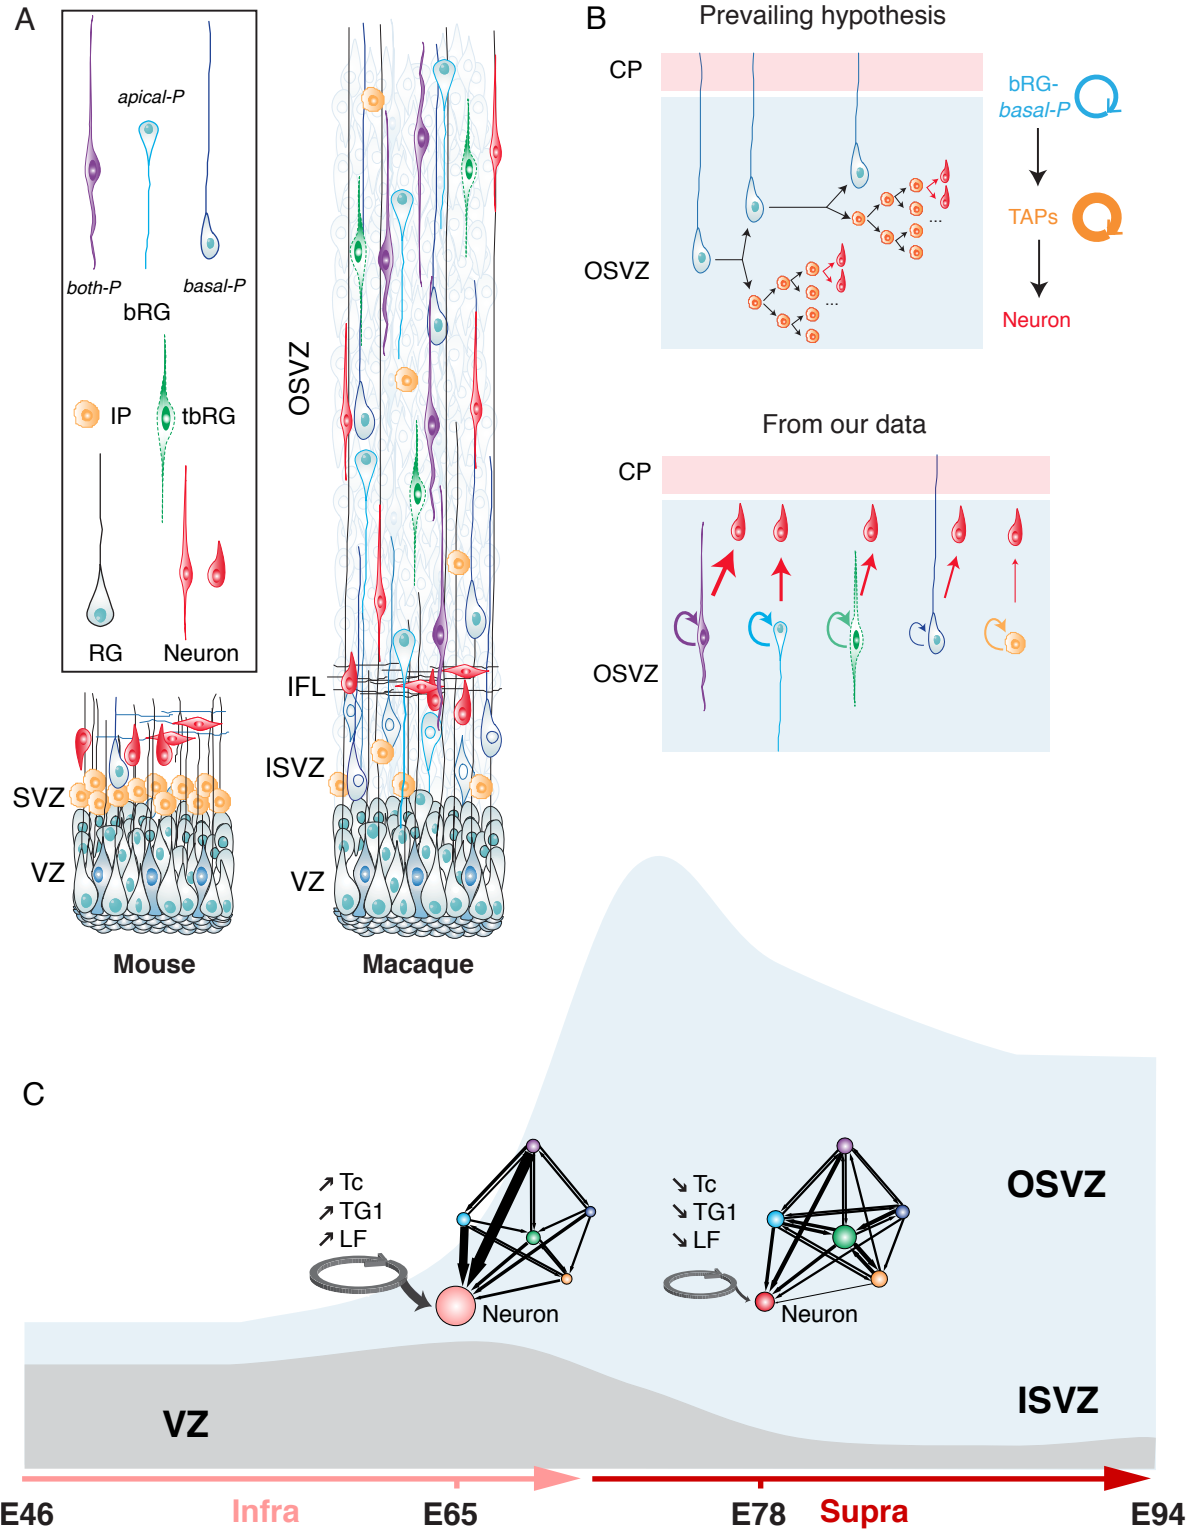 A
apical-P
both-P
basal-P
bRG
IP
tbRG
RG
Neuron
SVZ
VZ
Mouse
OSVZ
IFL
ISVZ
VZ
Macaque
B
Prevailing hypothesis
CP
OSVZ
...
...
bRG-
basal-P
TAPs
Neuron
From our data
CP
OSVZ
C
↗ Tc
↗ TG1
↗ LF
Neuron
↘ Tc
↘ TG1
↘ LF
Neuron
OSVZ
ISVZ
VZ
E46
Infra
E65
E78
Supra
E94